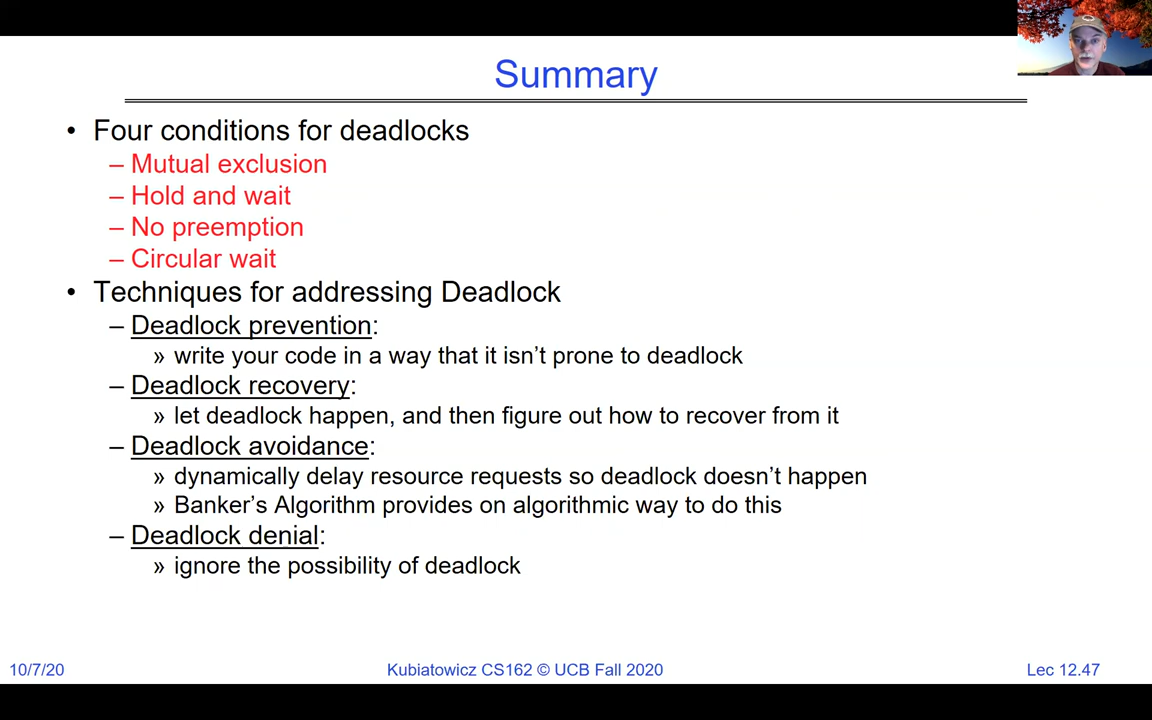 Summary
• Four conditions for deadlocks
– Mutual exclusion
– Hold and wait
– No preemption
– Circular wait
• Techniques for addressing Deadlock
– Deadlock prevention:
» write your code in a way that it isn't prone to deadlock
– Deadlock recovery:
» let deadlock happen, and then figure out how to recover from it
– Deadlock avoidance:
» dynamically delay resource requests so deadlock doesn't happen
» Banker's Algorithm provides on algorithmic way to do this
– Deadlock denial:
» ignore the possibility of deadlock
10/7/20
Kubiatowicz CS162 © UCB Fall 2020
Lec 12.47